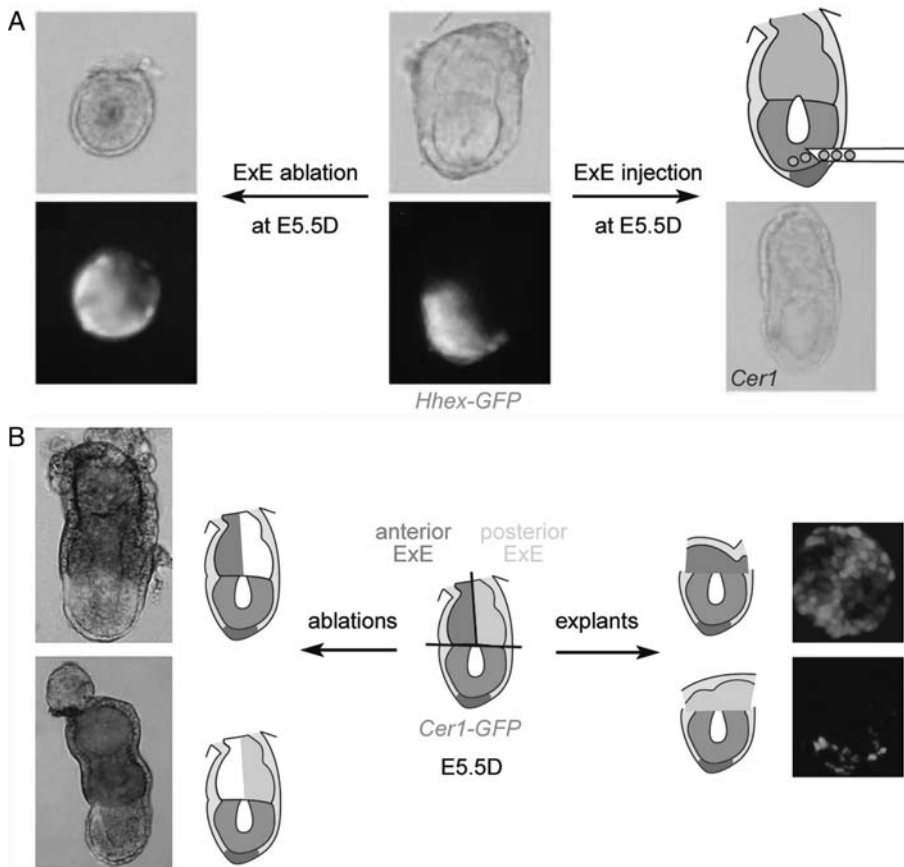 A
ExE ablation
at E5.5D
ExE injection
at E5.5D
Hhex-GFP
Cer1
B
anterior
ExE
posterior
ExE
ablations
explants
Cer1-GFP
E5.5D